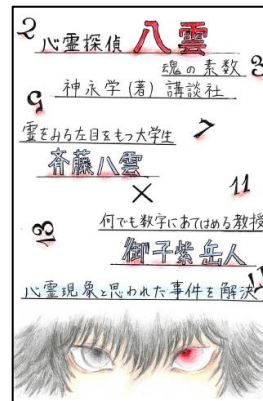 2
心霊探偵 八雲
魂の素数
3
5
神永学(著) 講談社
7
霊をみる左目をもつ大学生
斉藤八雲
×
11
13
何でも数字にあてはめる教授
御子紫岳人
17
心霊現象と思われた事件を解決